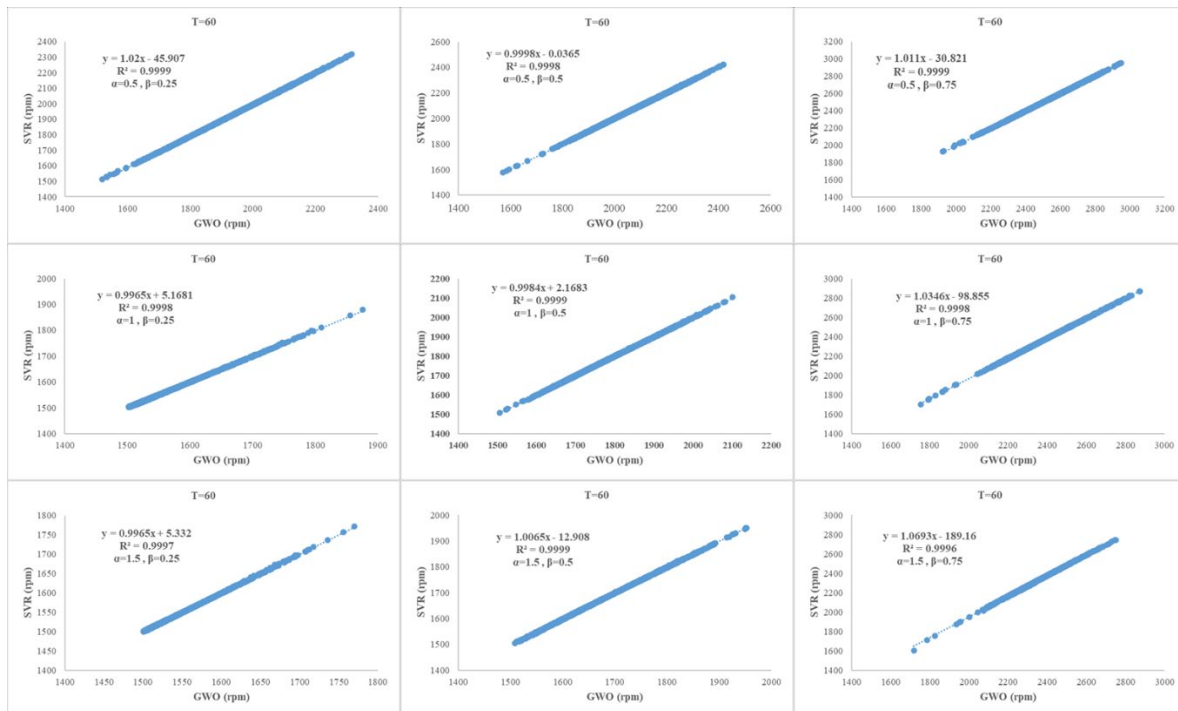 T=60
2400
2300
2200
2100
2000
1900
1800
1700
1600
1500
1400
SVR (rpm)
y = 1.02x - 45.907
R² = 0.9999
α=0.5 , β=0.25
1400 1600 1800 2000 2200 2400
GWO (rpm)
T=60
2600
2400
2200
2000
1800
1600
1400
SVR (rpm)
y = 0.9998x - 0.0365
R² = 0.9998
α=0.5 , β=0.5
1400 1600 1800 2000 2200 2400 2600
GWO (rpm)
T=60
3200
3000
2800
2600
2400
2200
2000
1800
1600
1400
SVR (rpm)
y = 1.011x - 30.821
R² = 0.9999
α=0.5 , β=0.75
1400 1600 1800 2000 2200 2400 2600 2800 3000 3200
GWO (rpm)
T=60
2000
1900
1800
1700
1600
1500
1400
SVR (rpm)
y = 0.9965x + 5.1681
R² = 0.9998
α=1 , β=0.25
1400 1500 1600 1700 1800 1900
GWO (rpm)
T=60
2200
2100
2000
1900
1800
1700
1600
1500
1400
SVR (rpm)
y = 0.9984x + 2.1683
R² = 0.9999
α=1 , β=0.5
1400 1500 1600 1700 1800 1900 2000 2100 2200
GWO (rpm)
T=60
3000
2800
2600
2400
2200
2000
1800
1600
1400
SVR (rpm)
y = 1.0346x - 98.855
R² = 0.9998
α=1 , β=0.75
1400 1600 1800 2000 2200 2400 2600 2800 3000
GWO (rpm)
T=60
1800
1700
1600
1500
1400
SVR (rpm)
y = 0.9965x + 5.332
R² = 0.9997
α=1.5 , β=0.25
1400 1450 1500 1550 1600 1650 1700 1750 1800
GWO (rpm)
T=60
2000
1900
1800
1700
1600
1500
1400
SVR (rpm)
y = 1.0065x - 12.908
R² = 0.9999
α=1.5 , β=0.5
1400 1500 1600 1700 1800 1900 2000
GWO (rpm)
T=60
3000
2800
2600
2400
2200
2000
1800
1600
1400
SVR (rpm)
y = 1.0693x - 189.16
R² = 0.9996
α=1.5 , β=0.75
1400 1600 1800 2000 2200 2400 2600 2800 3000
GWO (rpm)